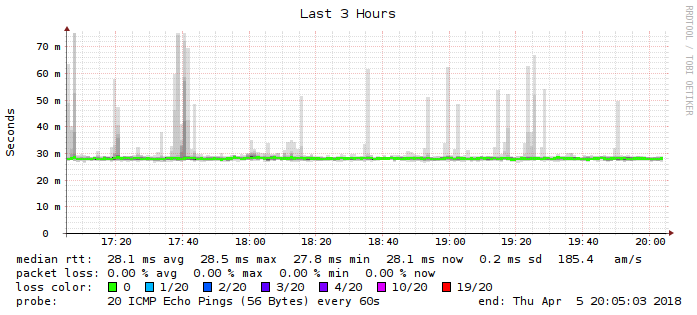 Last 3 Hours
RRDTOOL / TOBI OETIKER
Seconds
70 m
60 m
50 m
40 m
30 m
20 m
10 m
0
17:20 17:40 18:00 18:20 18:40 19:00 19:20 19:40 20:00
median rtt: 28.1 ms avg 28.5 ms max 27.8 ms min 28.1 ms now 0.2 ms sd 185.4 am/s
packet loss: 0.00 % avg 0.00 % max 0.00 % min 0.00 % now
loss color: 0 1/20 2/20 3/20 4/20 10/20 19/20
probe: 20 ICMP Echo Pings (56 Bytes) every 60s end: Thu Apr 5 20:05:03 2018